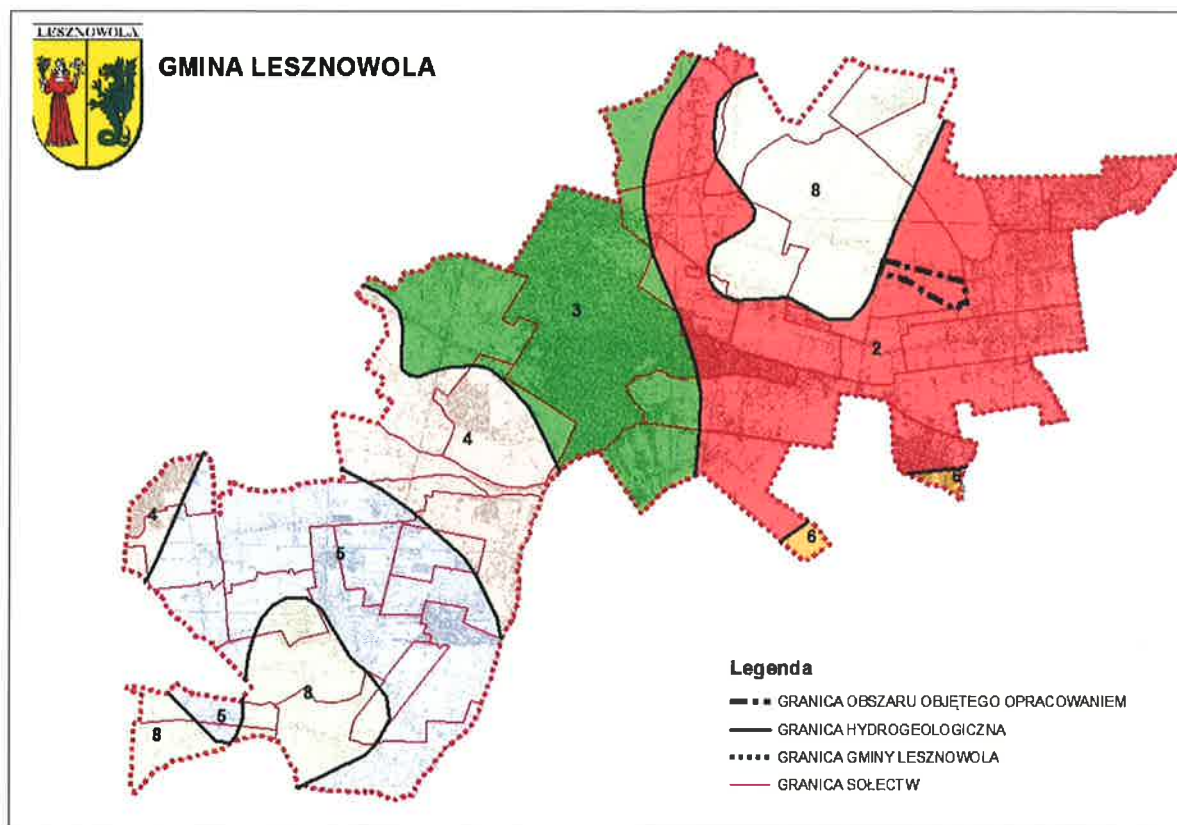 LESZNOWOLA
GMINA LESZNOWOLA
8
3
2
4
6
6
4
5
8
5
8
Legenda
GRANICA OBSZARU OBJĘTEGO OPRACOWANIEM
GRANICA HYDROGEOLOGICZNA
GRANICA GMINY LESZNOWOLA
GRANICA SOŁECTW